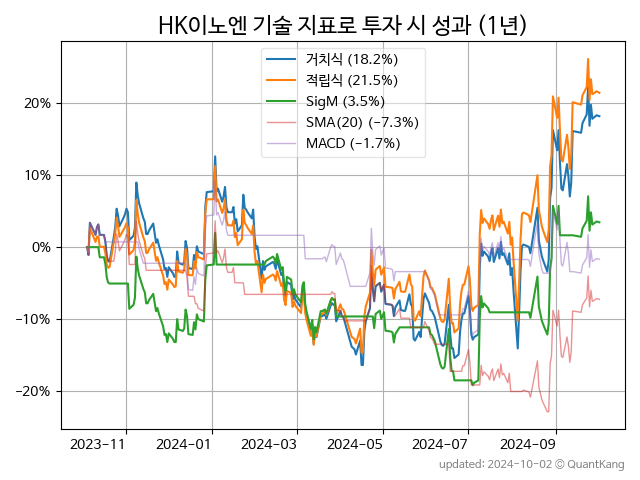 HK이노엔 기술 지표로 투자 시 성과 (1년)
거치식 (18.2%)
적립식 (21.5%)
SigM (3.5%)
SMA(20) (−7.3%)
MACD (−1.7%)
20%
10%
0%
−10%
−20%
2023-11 2024-01 2024-03 2024-05 2024-07 2024-09
updated: 2024-10-02 © QuantKang